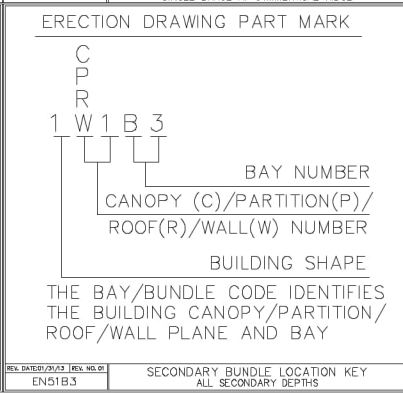 ERECTION DRAWING PART MARK
C
P
R
1 W 1 B 3
BAY NUMBER
CANOPY (C)/PARTITION(P)/
ROOF(R)/WALL(W) NUMBER
BUILDING SHAPE
THE BAY/BUNDLE CODE IDENTIFIES
THE BUILDING CANOPY/PARTITION/
ROOF/WALL PLANE AND BAY
REV. DATE:01/31/13 REV. NO. 01
EN51B3
SECONDARY BUNDLE LOCATION KEY
ALL SECONDARY DEPTHS